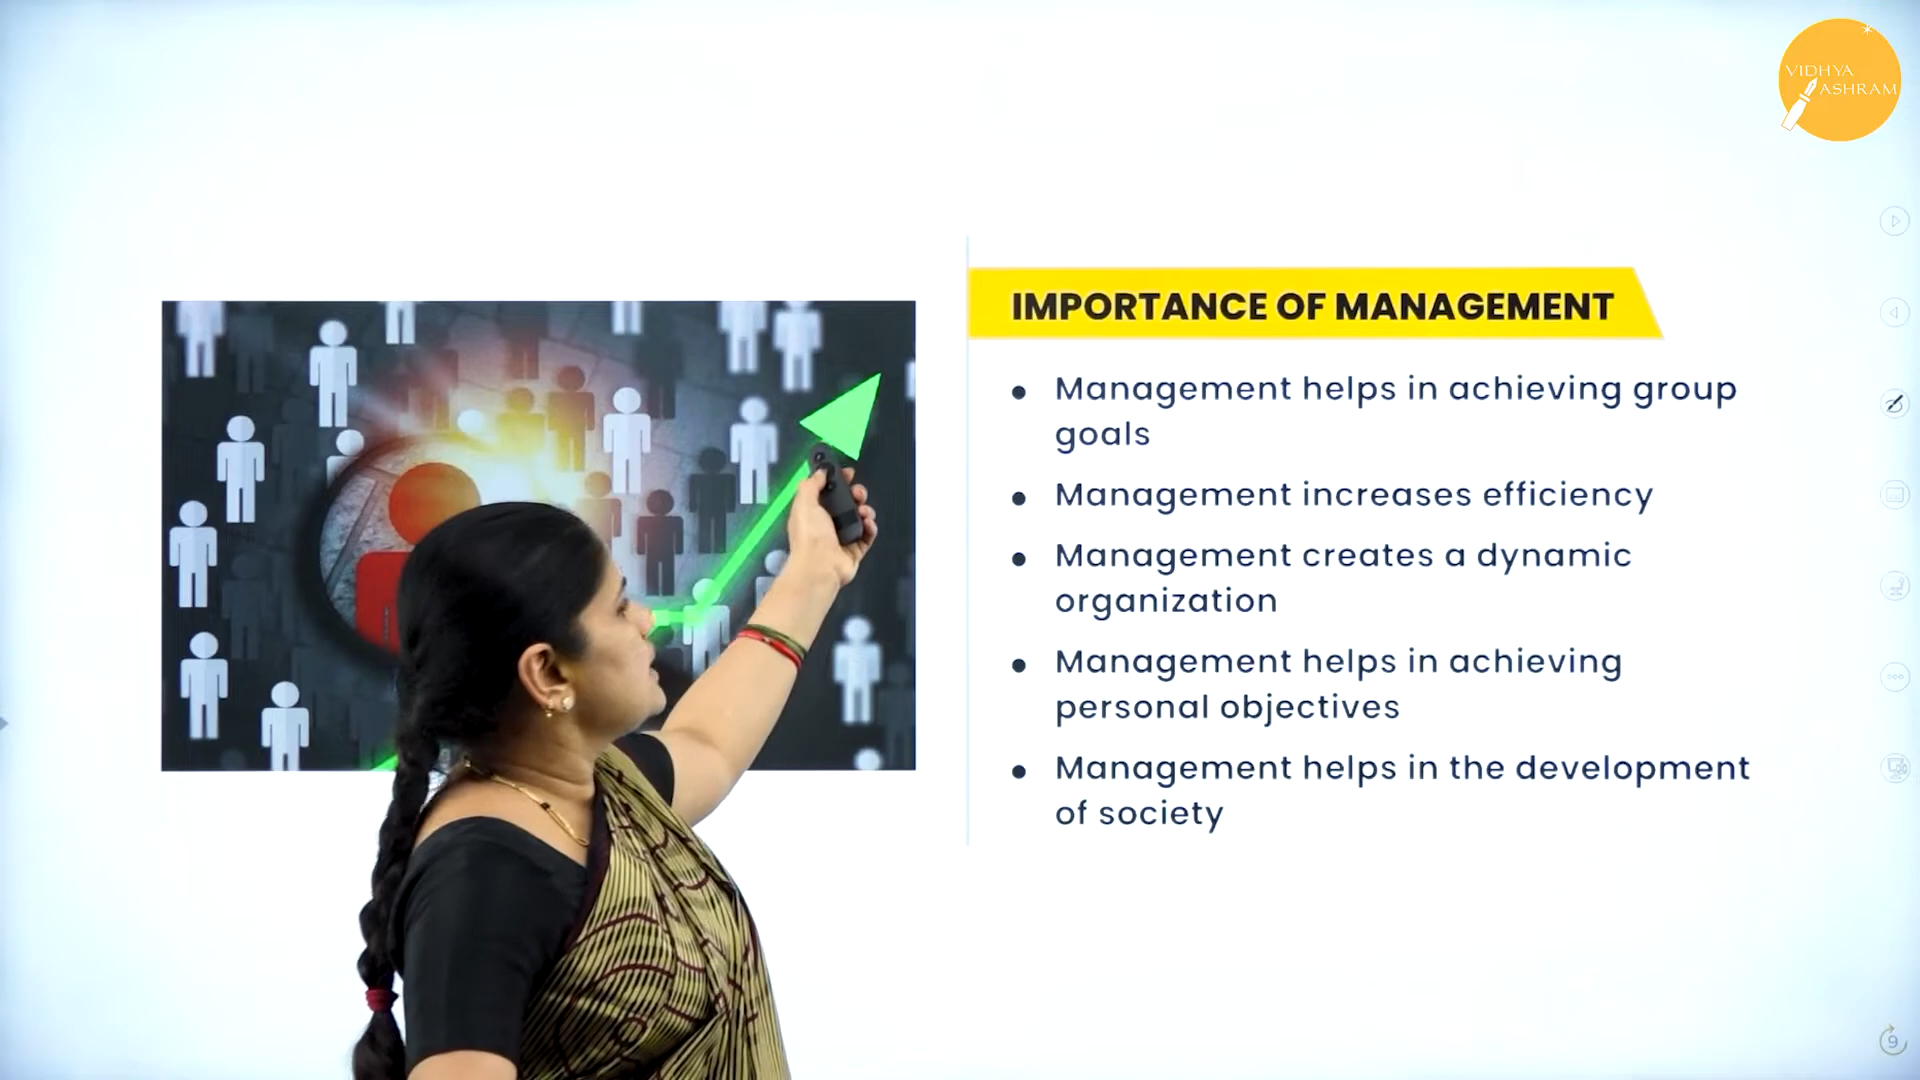 VIDHYA
ASHRAM
IMPORTANCE OF MANAGEMENT
• Management helps in achieving group
goals
• Management increases efficiency
• Management creates a dynamic
organization
• Management helps in achieving
personal objectives
• Management helps in the development
of society
9